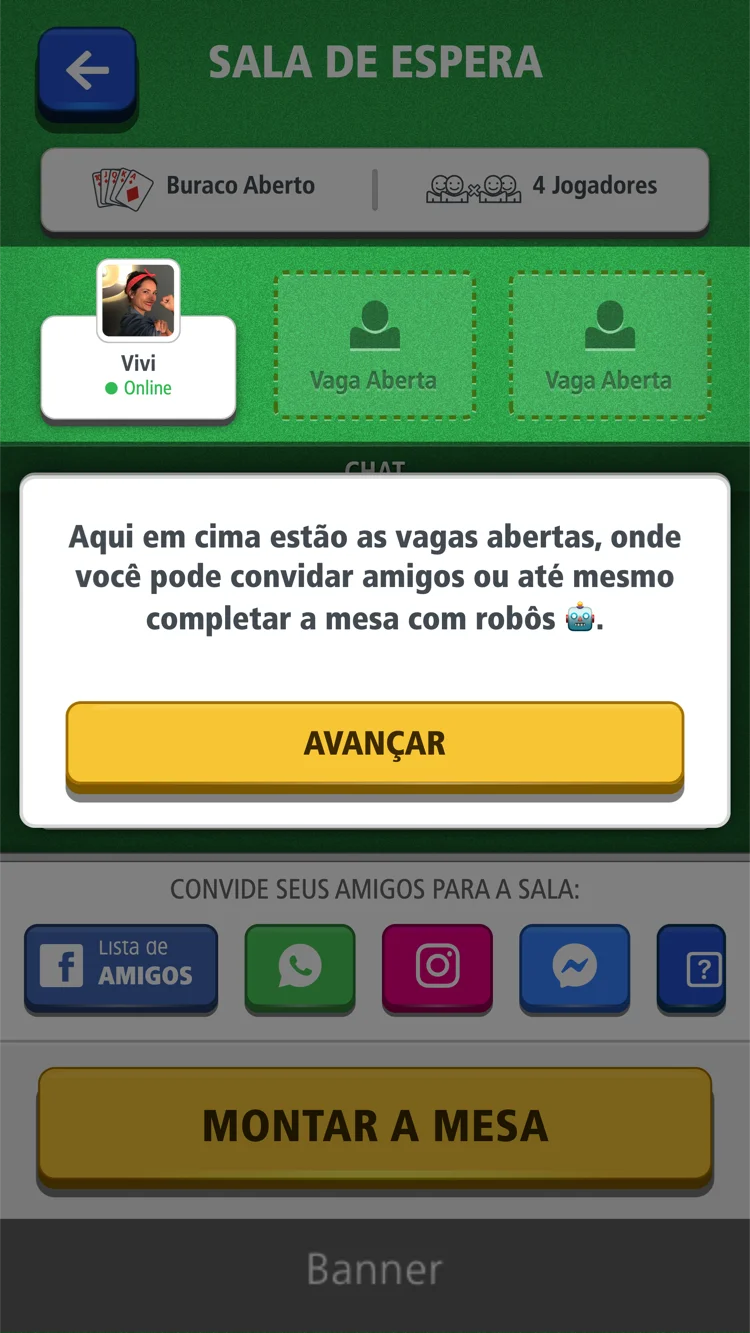 SALA DE ESPERA
Buraco Aberto
4 Jogadores
Vivi
Online
Vaga Aberta
Vaga Aberta
CHAT
Aqui em cima estão as vagas abertas, onde
você pode convidar amigos ou até mesmo
completar a mesa com robôs 🤖.
AVANÇAR
CONVIDE SEUS AMIGOS PARA A SALA:
Lista de
AMIGOS
?
MONTAR A MESA
Banner